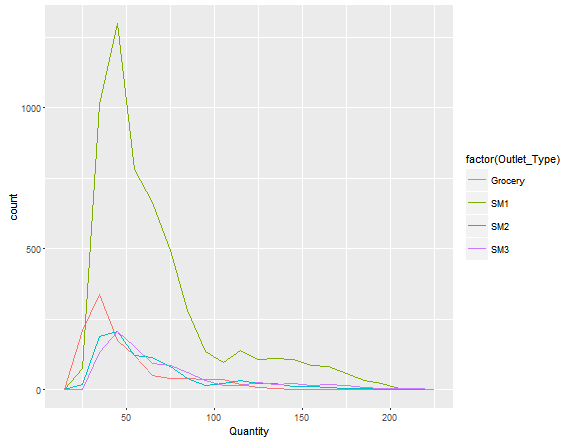 1000
500
0
count
50
100
150
200
Quantity
factor(Outlet_Type)
Grocery
SM1
SM2
SM3